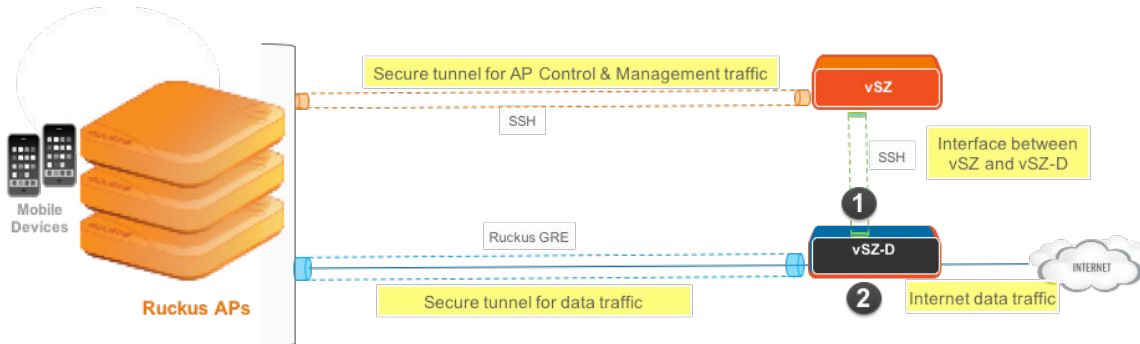 Secure tunnel for AP Control & Management traffic
vSZ
SSH
SSH
Interface between
vSZ and vSZ-D
Mobile
Devices
1
Ruckus GRE
vSZ-D
INTERNET
Ruckus APs
Secure tunnel for data traffic
2
Internet data traffic